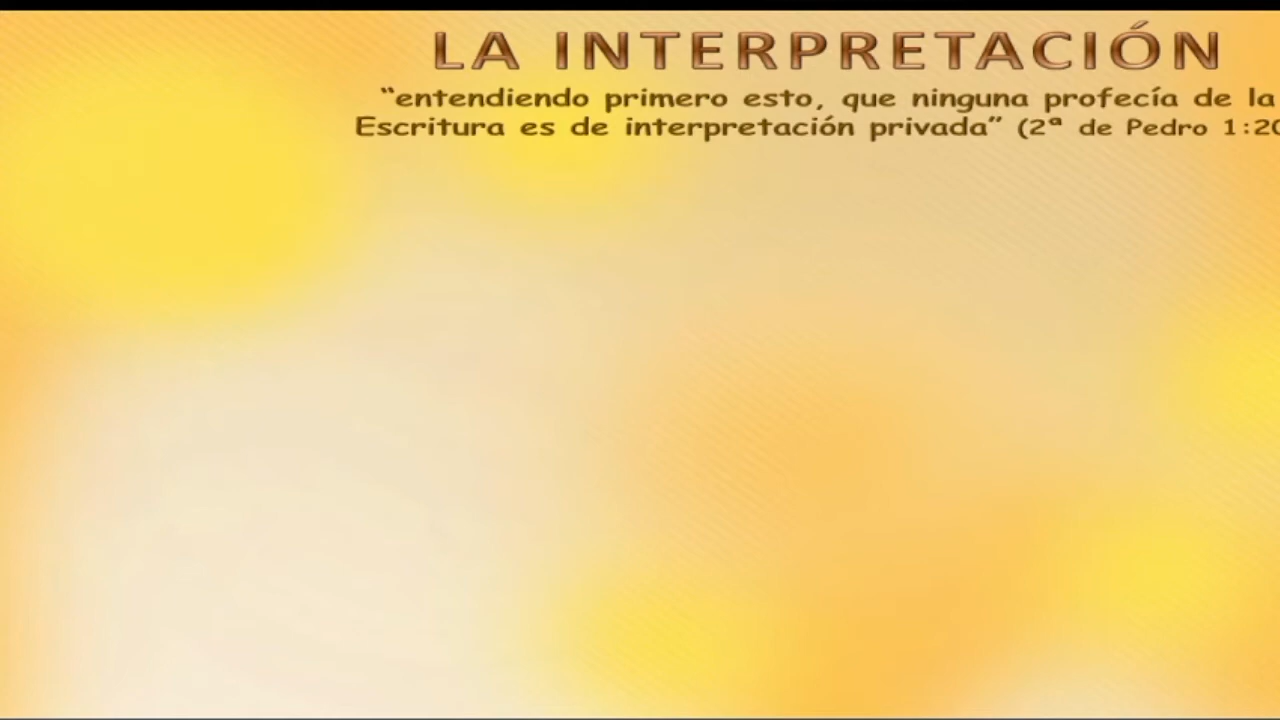 LA INTERPRETACIÓN
“entendiendo primero esto, que ninguna profecía de la
Escritura es de interpretación privada” (2ª de Pedro 1:20